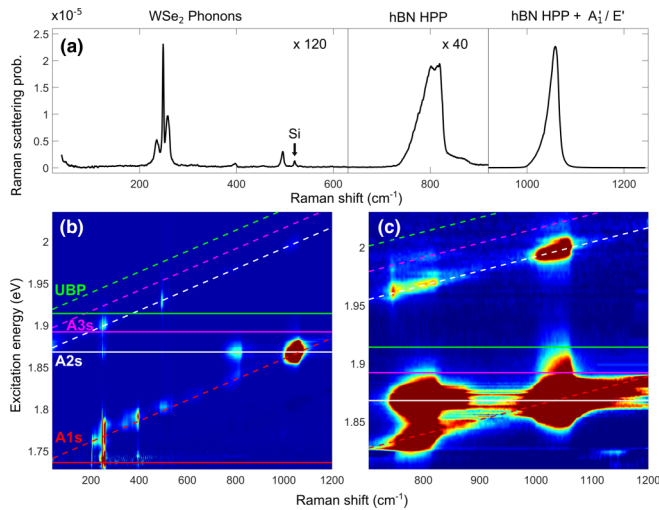 x10⁻⁵ WSe₂ Phonons hBN HPP hBN HPP + A₁' / E'
(a) x 120 x 40
Raman scattering prob.
2.5
2
1.5
1
0.5
0
Si
200 400 600 800 1000 1200
Raman shift (cm⁻¹)
Excitation energy (eV)
(b)
2
1.95
1.9
1.85
1.8
1.75
UBP
A3s
A2s
A1s
200 400 600 800 1000 1200
Raman shift (cm⁻¹)
(c)
2
1.95
1.9
1.85
700 800 900 1000 1100 1200
Raman shift (cm⁻¹)